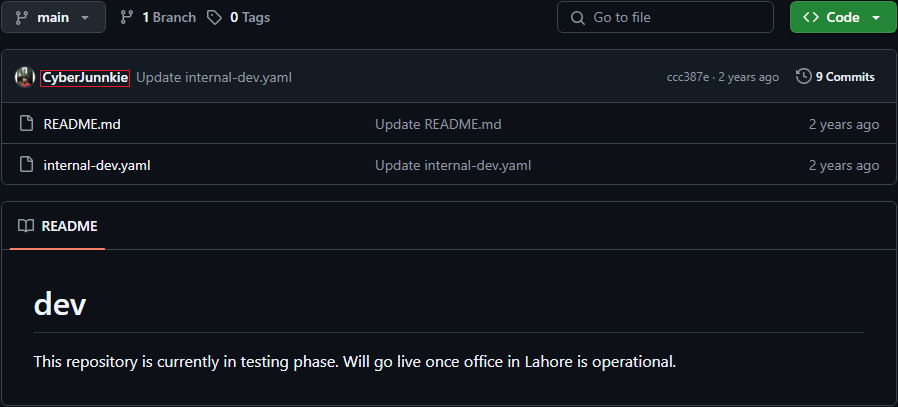 main 1 Branch 0 Tags Go to file Code
CyberJunnkie Update internal-dev.yaml ccc387e · 2 years ago 9 Commits
README.md Update README.md 2 years ago
internal-dev.yaml Update internal-dev.yaml 2 years ago
README
dev
This repository is currently in testing phase. Will go live once office in Lahore is operational.